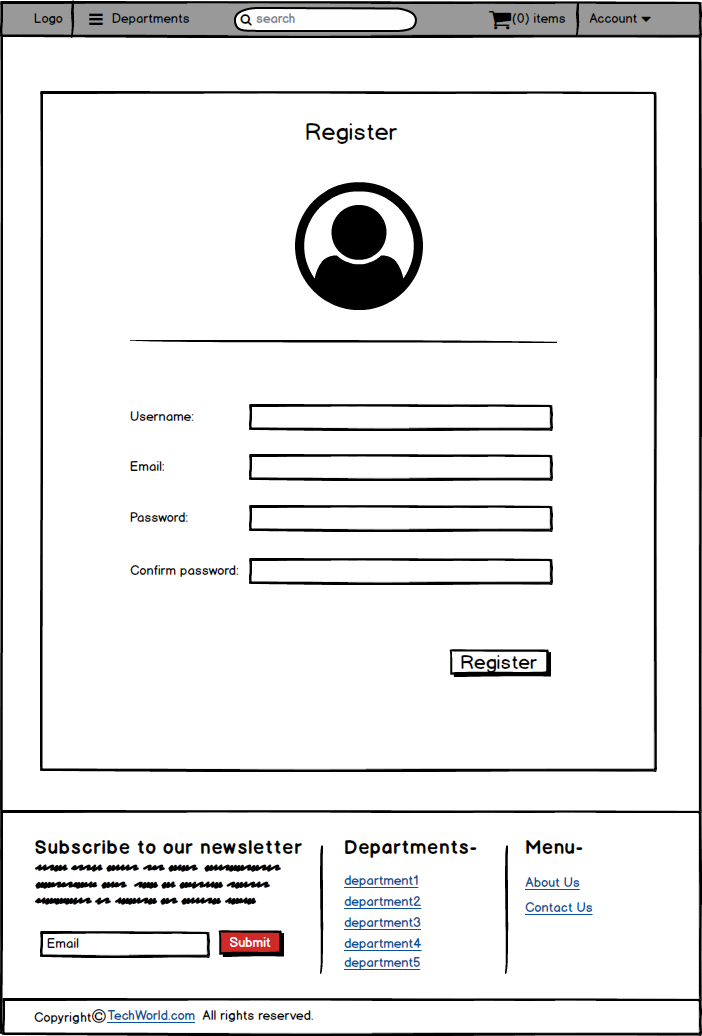 Logo Departments search (0) items Account
Register
Username:
Email:
Password:
Confirm password:
Register
Subscribe to our newsletter
Email Submit
Departments-
department1
department2
department3
department4
department5
Menu-
About Us
Contact Us
Copyright© TechWorld.com All rights reserved.